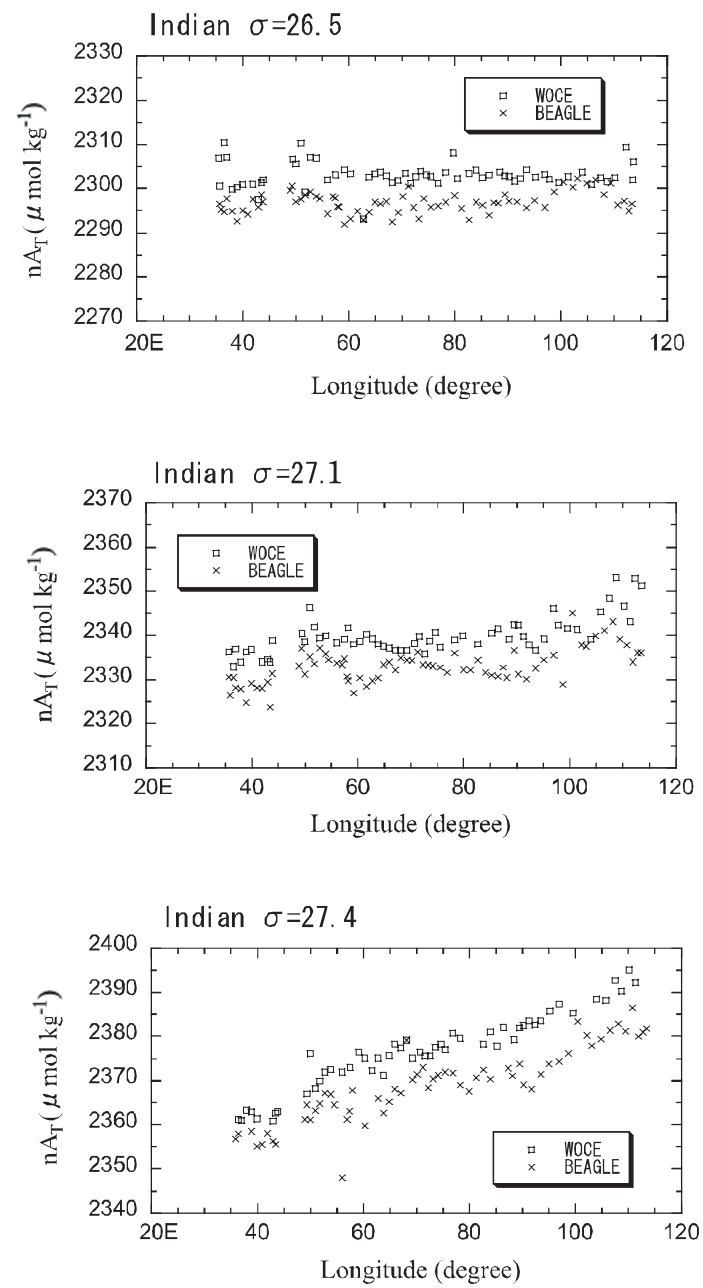 Indian σ=26.5
2330
2320
2310
2300
2290
2280
2270
nA_T(μ mol kg^-1)
WOCE
BEAGLE
20E 40 60 80 100 120
Longitude (degree)
Indian σ=27.1
2370
2360
2350
2340
2330
2320
2310
nA_T(μ mol kg^-1)
WOCE
BEAGLE
20E 40 60 80 100 120
Longitude (degree)
Indian σ=27.4
2400
2390
2380
2370
2360
2350
2340
nA_T(μ mol kg^-1)
WOCE
BEAGLE
20E 40 60 80 100 120
Longitude (degree)